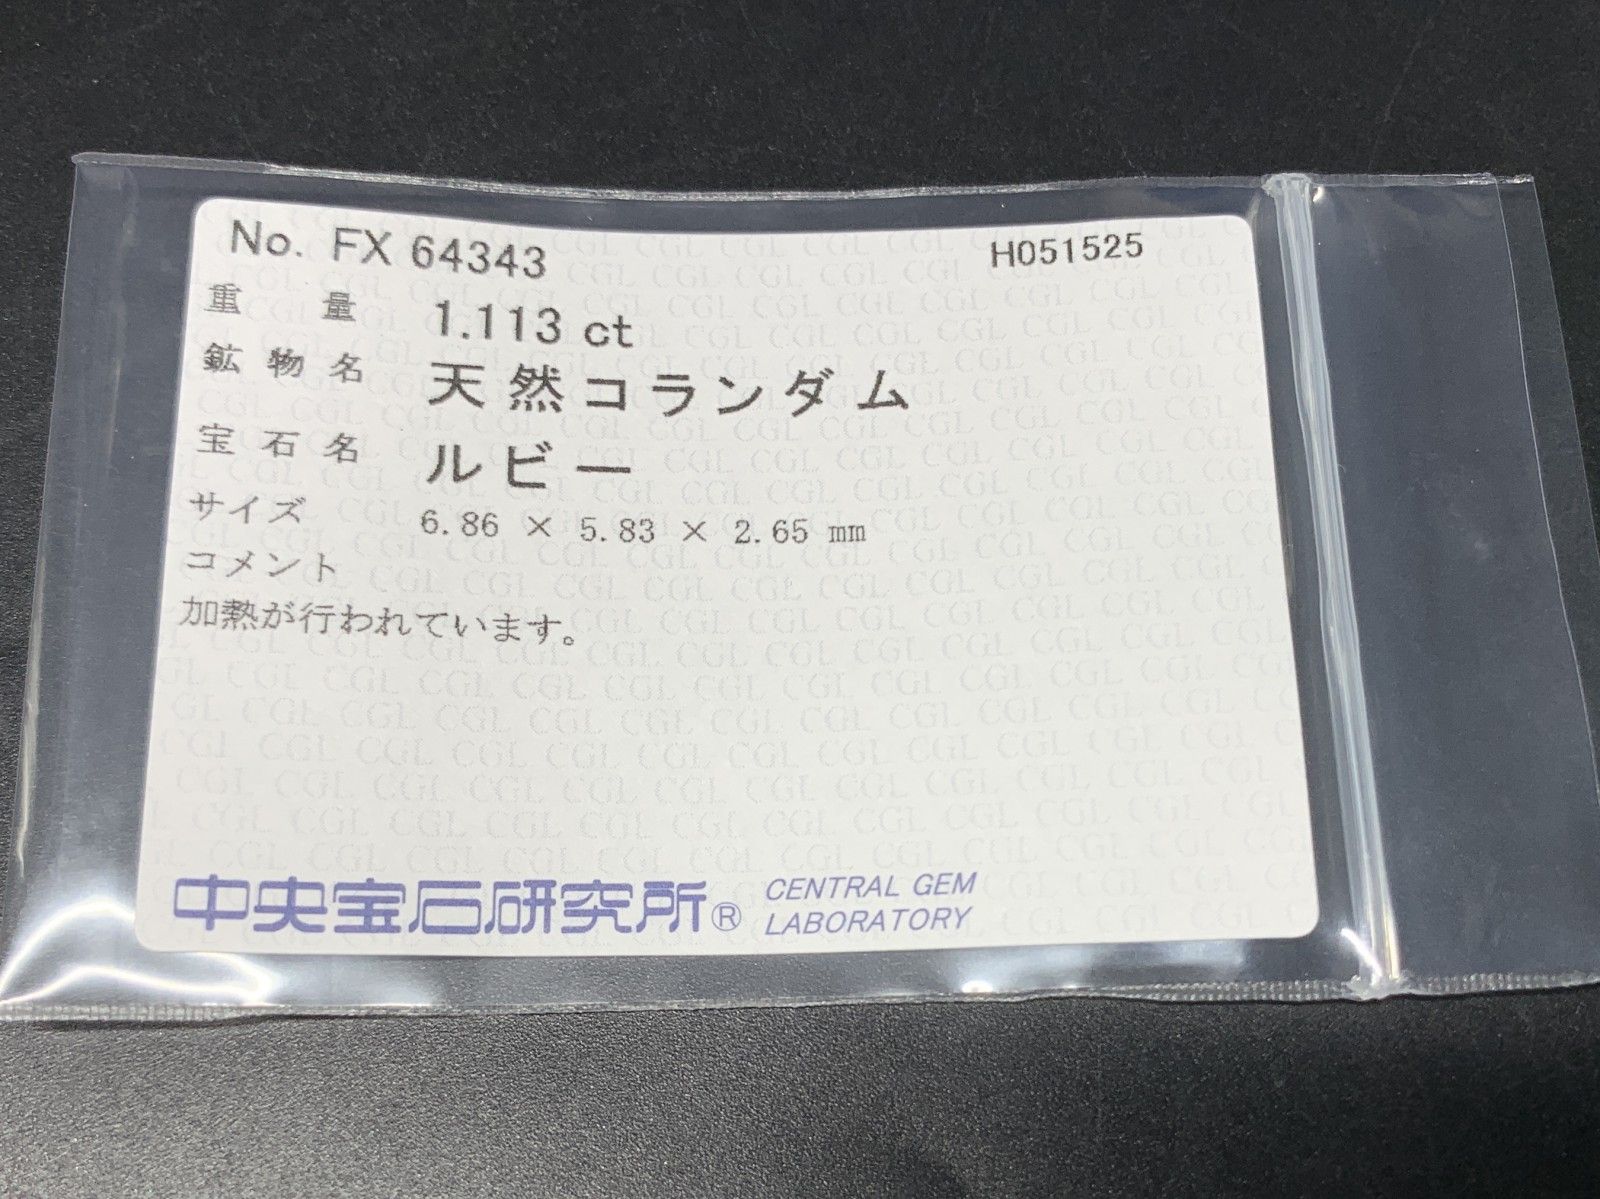 No. FX 64343 H051525
重量 1.113 ct
鉱物名 天然コランダム
宝石名 ルビー
サイズ 6.86 × 5.83 × 2.65 mm
コメント
加熱が行われています。
中央宝石研究所® CENTRAL GEM
LABORATORY